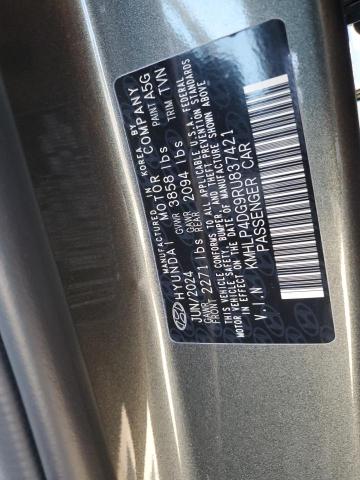 MANUFACTURED IN KOREA BY
HYUNDAI MOTOR COMPANY
JUN/2024 GVWR 3858 lbs PAINT A5G
GAWR FRONT 2271 lbs GAWR REAR 2094 lbs TRIM TVN
THIS VEHICLE CONFORMS TO ALL APPLICABLE U.S.A. FEDERAL
MOTOR VEHICLE SAFETY, BUMPER, AND THEFT PREVENTION STANDARDS
IN EFFECT ON THE DATE OF MANUFACTURE SHOWN ABOVE
V.I.N KMHLP4DG9RU837421
PASSENGER CAR